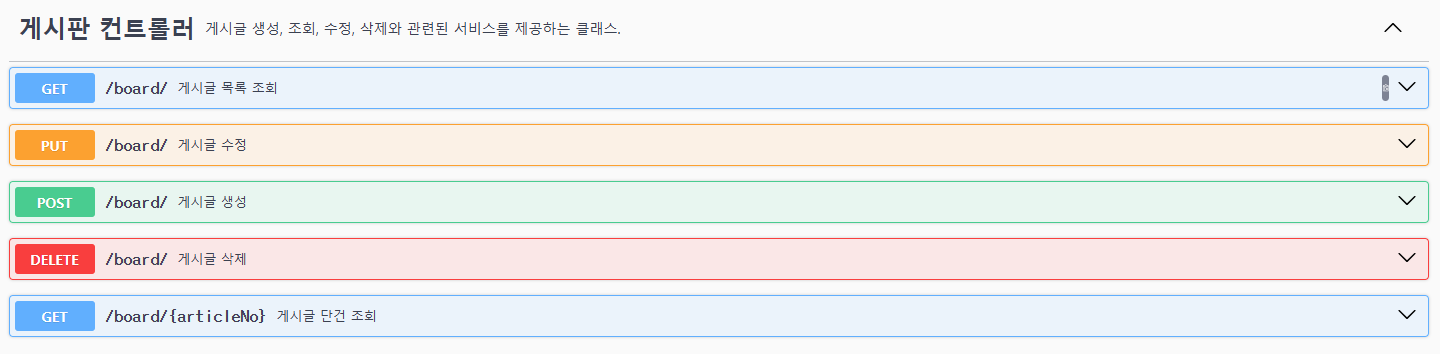 게시판 컨트롤러 게시글 생성, 조회, 수정, 삭제와 관련된 서비스를 제공하는 클래스.
GET /board/ 게시글 목록 조회
PUT /board/ 게시글 수정
POST /board/ 게시글 생성
DELETE /board/ 게시글 삭제
GET /board/{articleNo} 게시글 단건 조회